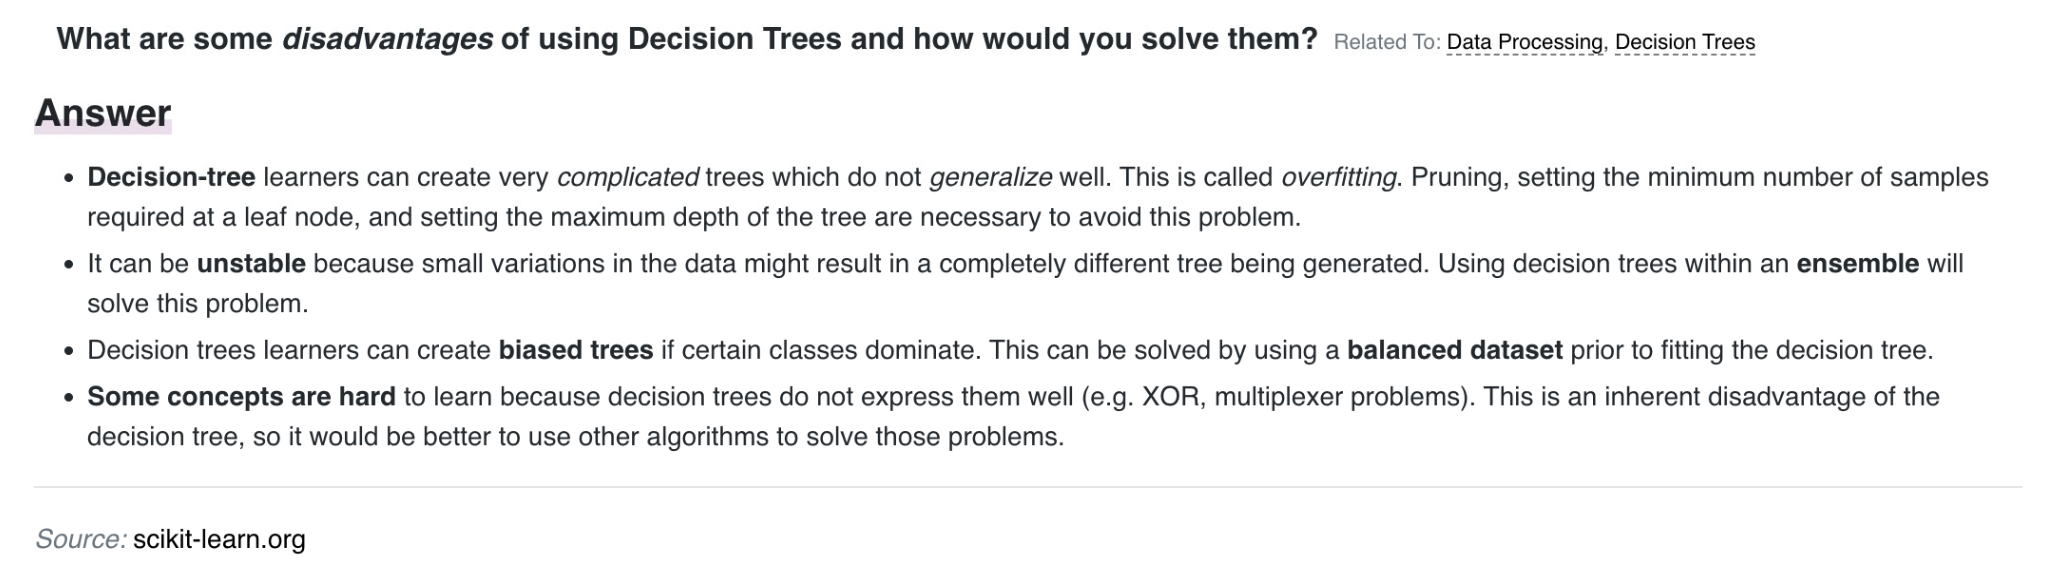 What are some disadvantages of using Decision Trees and how would you solve them? Related To: Data Processing, Decision Trees
Answer
• Decision-tree learners can create very complicated trees which do not generalize well. This is called overfitting. Pruning, setting the minimum number of samples
required at a leaf node, and setting the maximum depth of the tree are necessary to avoid this problem.
• It can be unstable because small variations in the data might result in a completely different tree being generated. Using decision trees within an ensemble will
solve this problem.
• Decision trees learners can create biased trees if certain classes dominate. This can be solved by using a balanced dataset prior to fitting the decision tree.
• Some concepts are hard to learn because decision trees do not express them well (e.g. XOR, multiplexer problems). This is an inherent disadvantage of the
decision tree, so it would be better to use other algorithms to solve those problems.
Source: scikit-learn.org